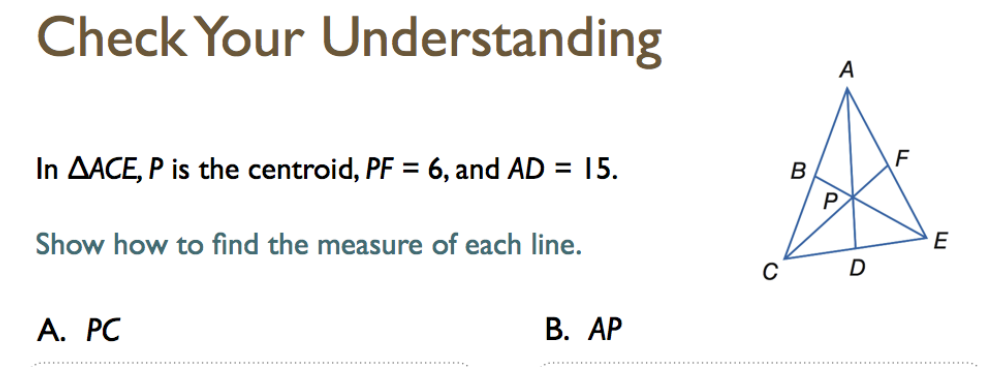 Check Your Understanding
In ΔACE, P is the centroid, PF = 6, and AD = 15.
Show how to find the measure of each line.
A. PC
B. AP
A
B
F
P
E
C
D